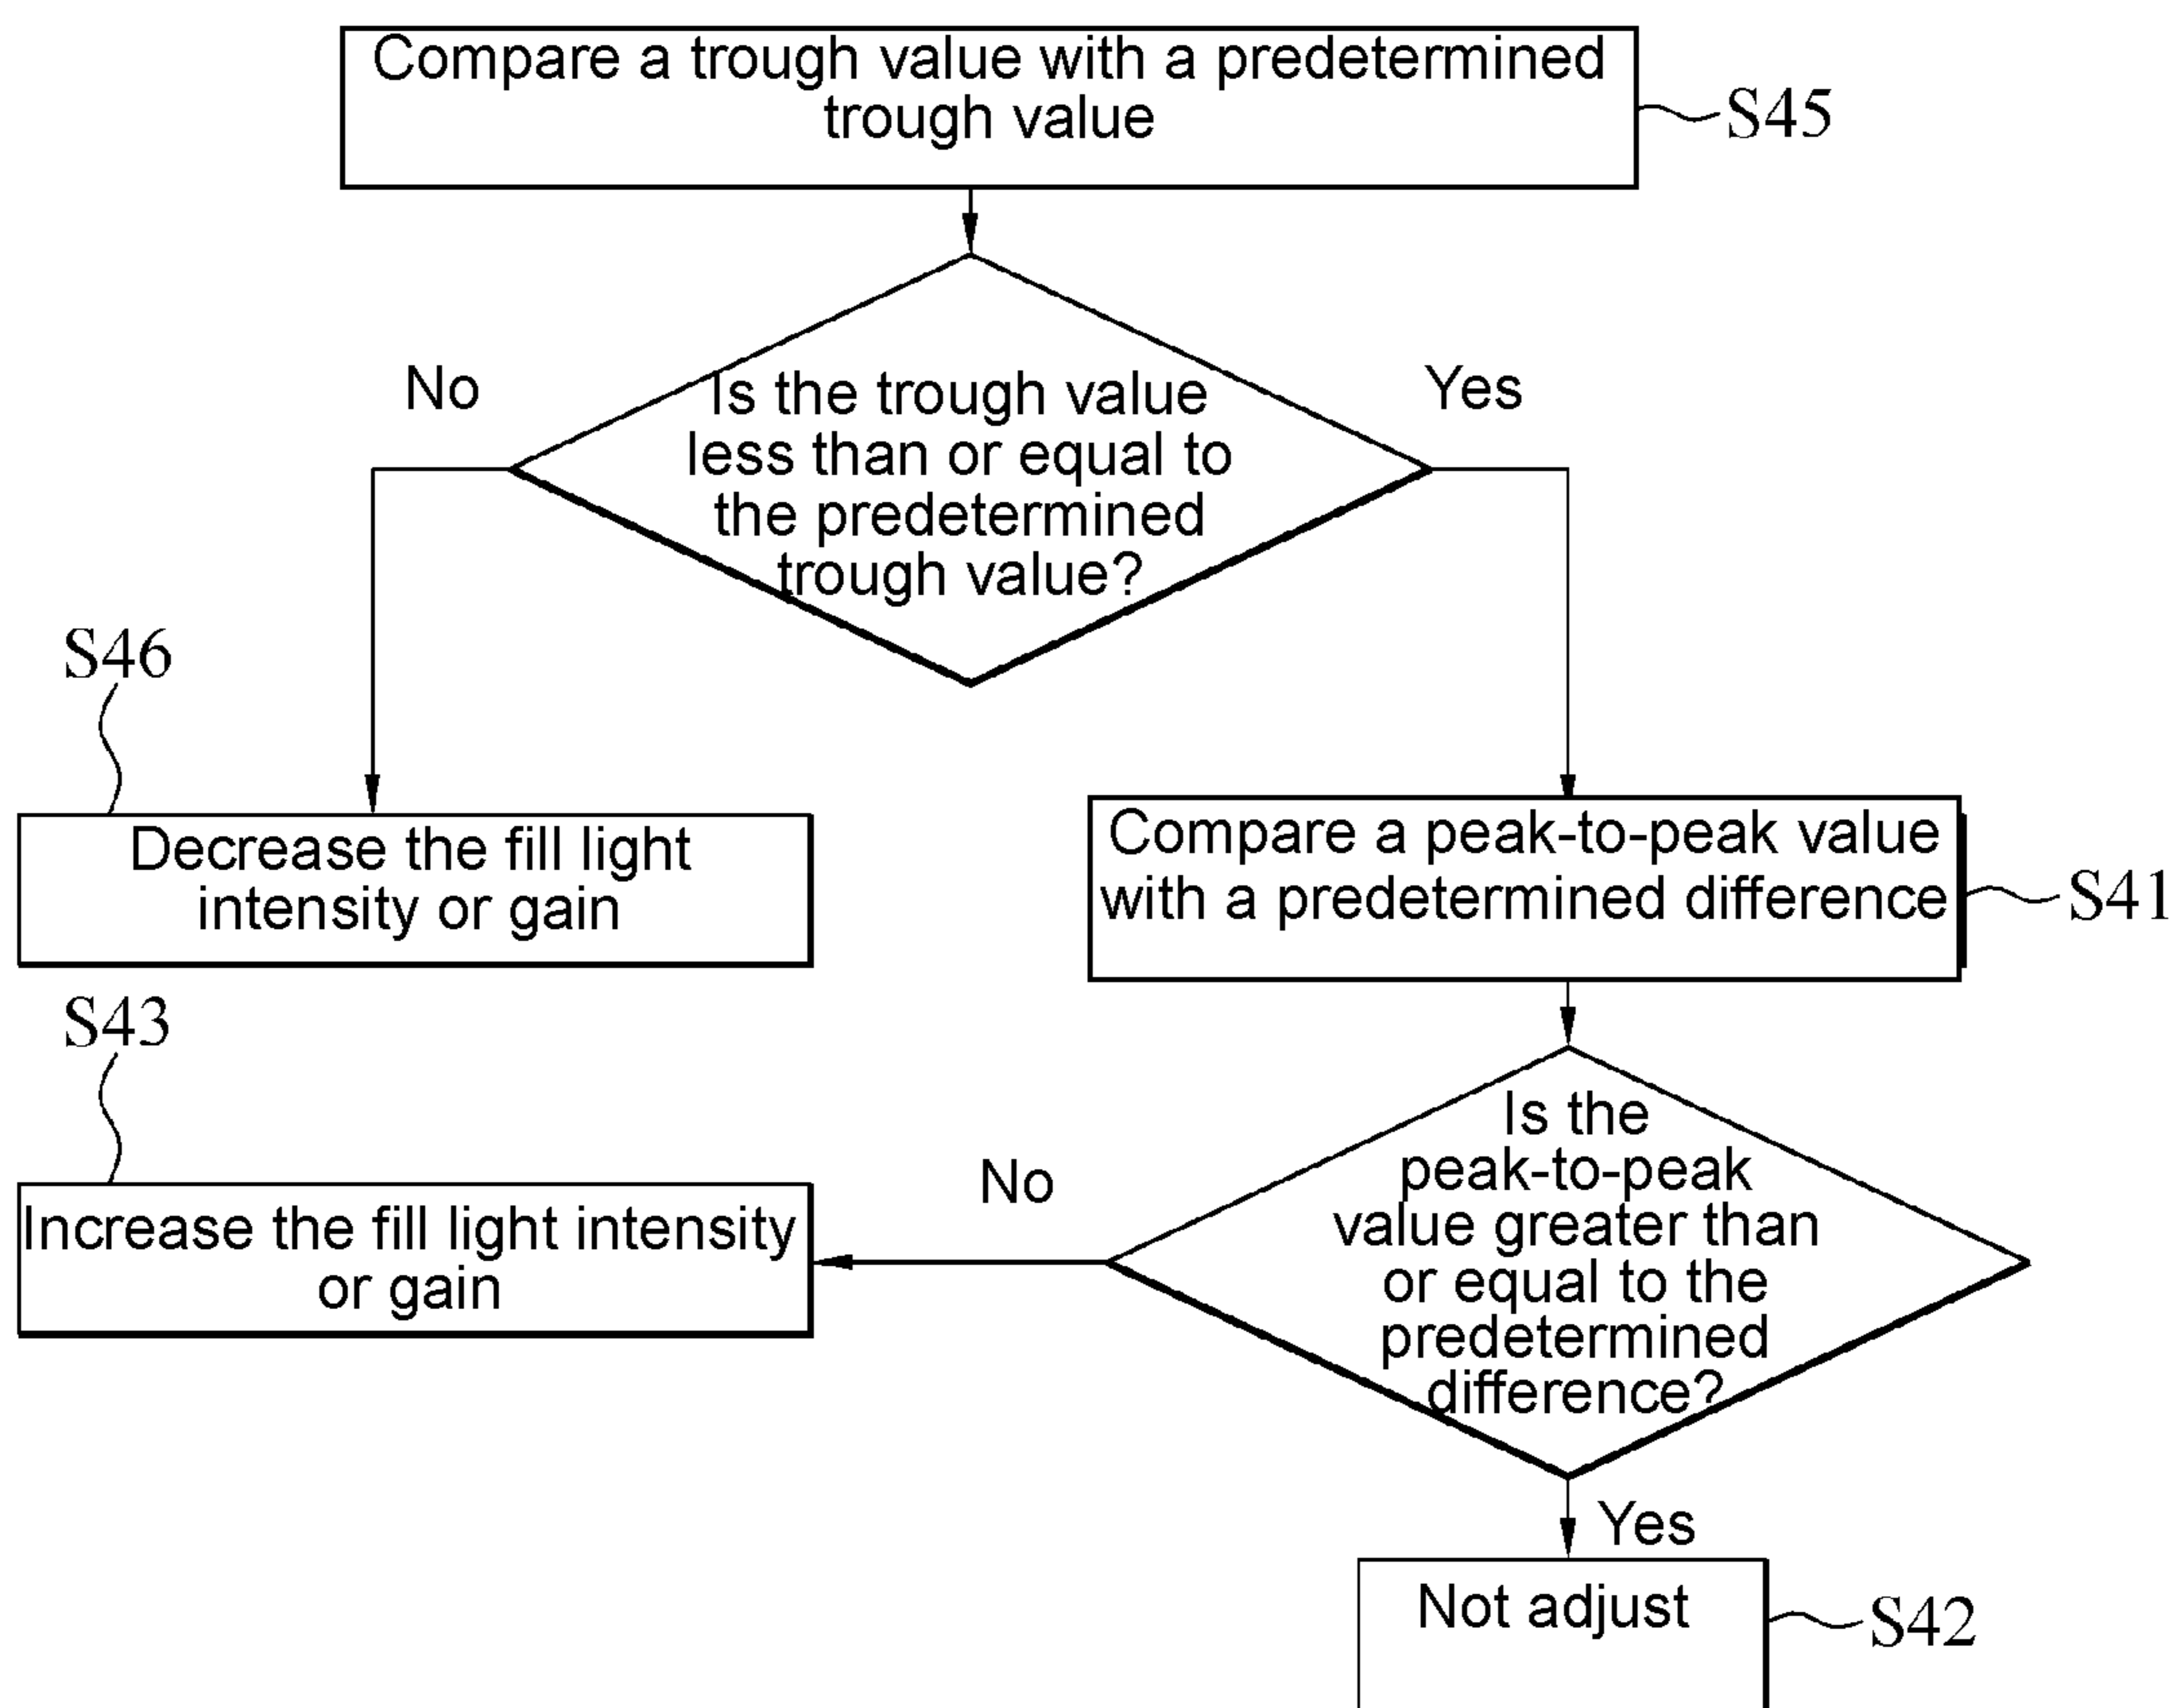 Compare a trough value with a predetermined
trough value
S45
No
Yes
Is the trough value
less than or equal to
the predetermined
trough value?
S46
Decrease the fill light
intensity or gain
Compare a peak-to-peak value
with a predetermined difference
S41
S43
Increase the fill light intensity
or gain
No
Is the
peak-to-peak
value greater than
or equal to the
predetermined
difference?
Yes
Not adjust
S42